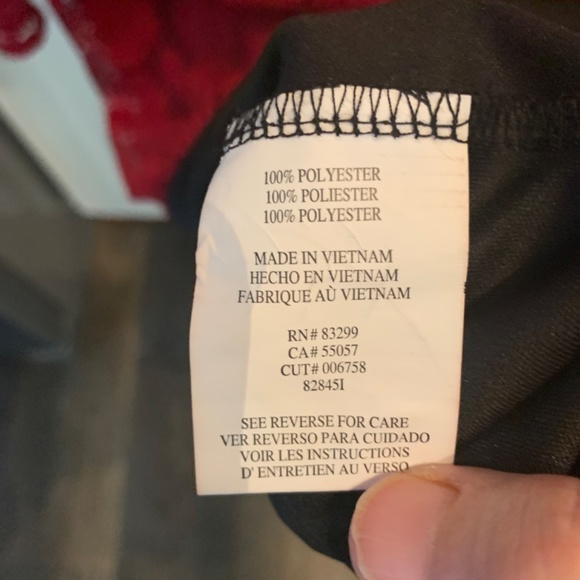 100% POLYESTER
100% POLIESTER
100% POLYESTER
MADE IN VIETNAM
HECHO EN VIETNAM
FABRIQUE AÙ VIETNAM
RN# 83299
CA# 55057
CUT# 006758
82845I
SEE REVERSE FOR CARE
VER REVERSO PARA CUIDADO
VOIR LES INSTRUCTIONS
D' ENTRETIEN AU VERSO